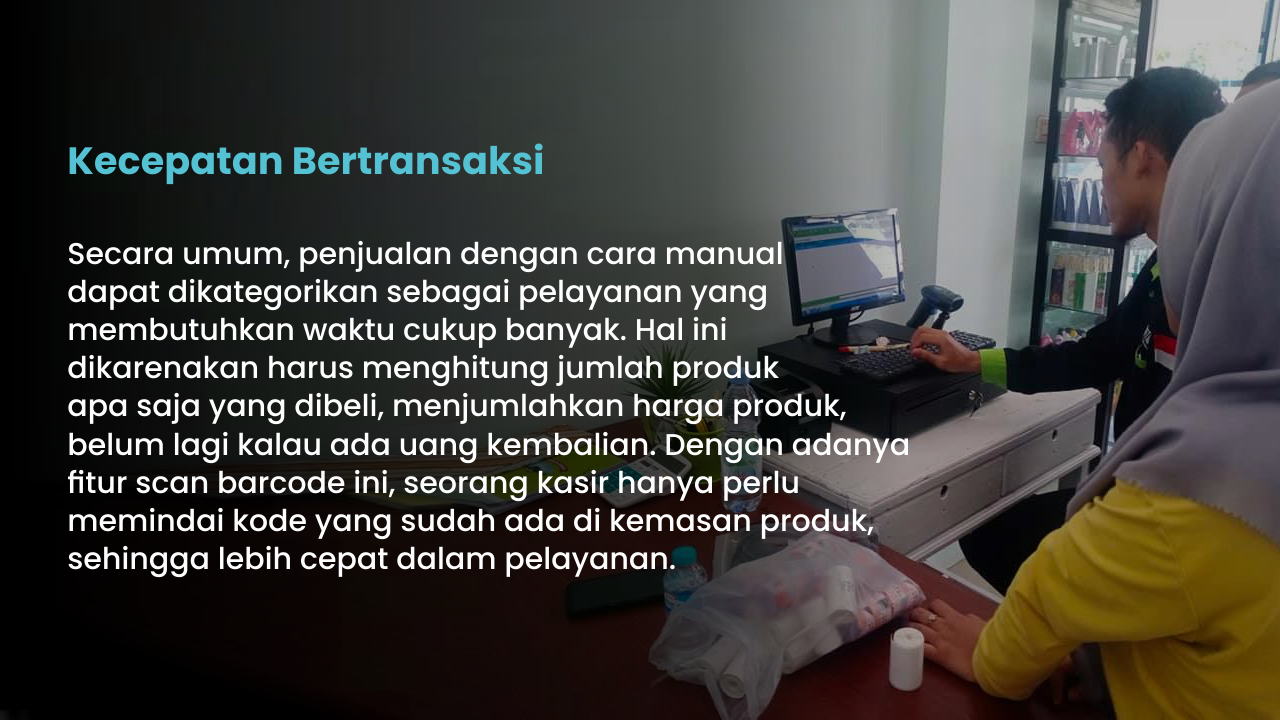 Kecepatan Bertransaksi
Secara umum, penjualan dengan cara manual
dapat dikategorikan sebagai pelayanan yang
membutuhkan waktu cukup banyak. Hal ini
dikarenakan harus menghitung jumlah produk
apa saja yang dibeli, menjumlahkan harga produk,
belum lagi kalau ada uang kembalian. Dengan adanya
fitur scan barcode ini, seorang kasir hanya perlu
memindai kode yang sudah ada di kemasan produk,
sehingga lebih cepat dalam pelayanan.